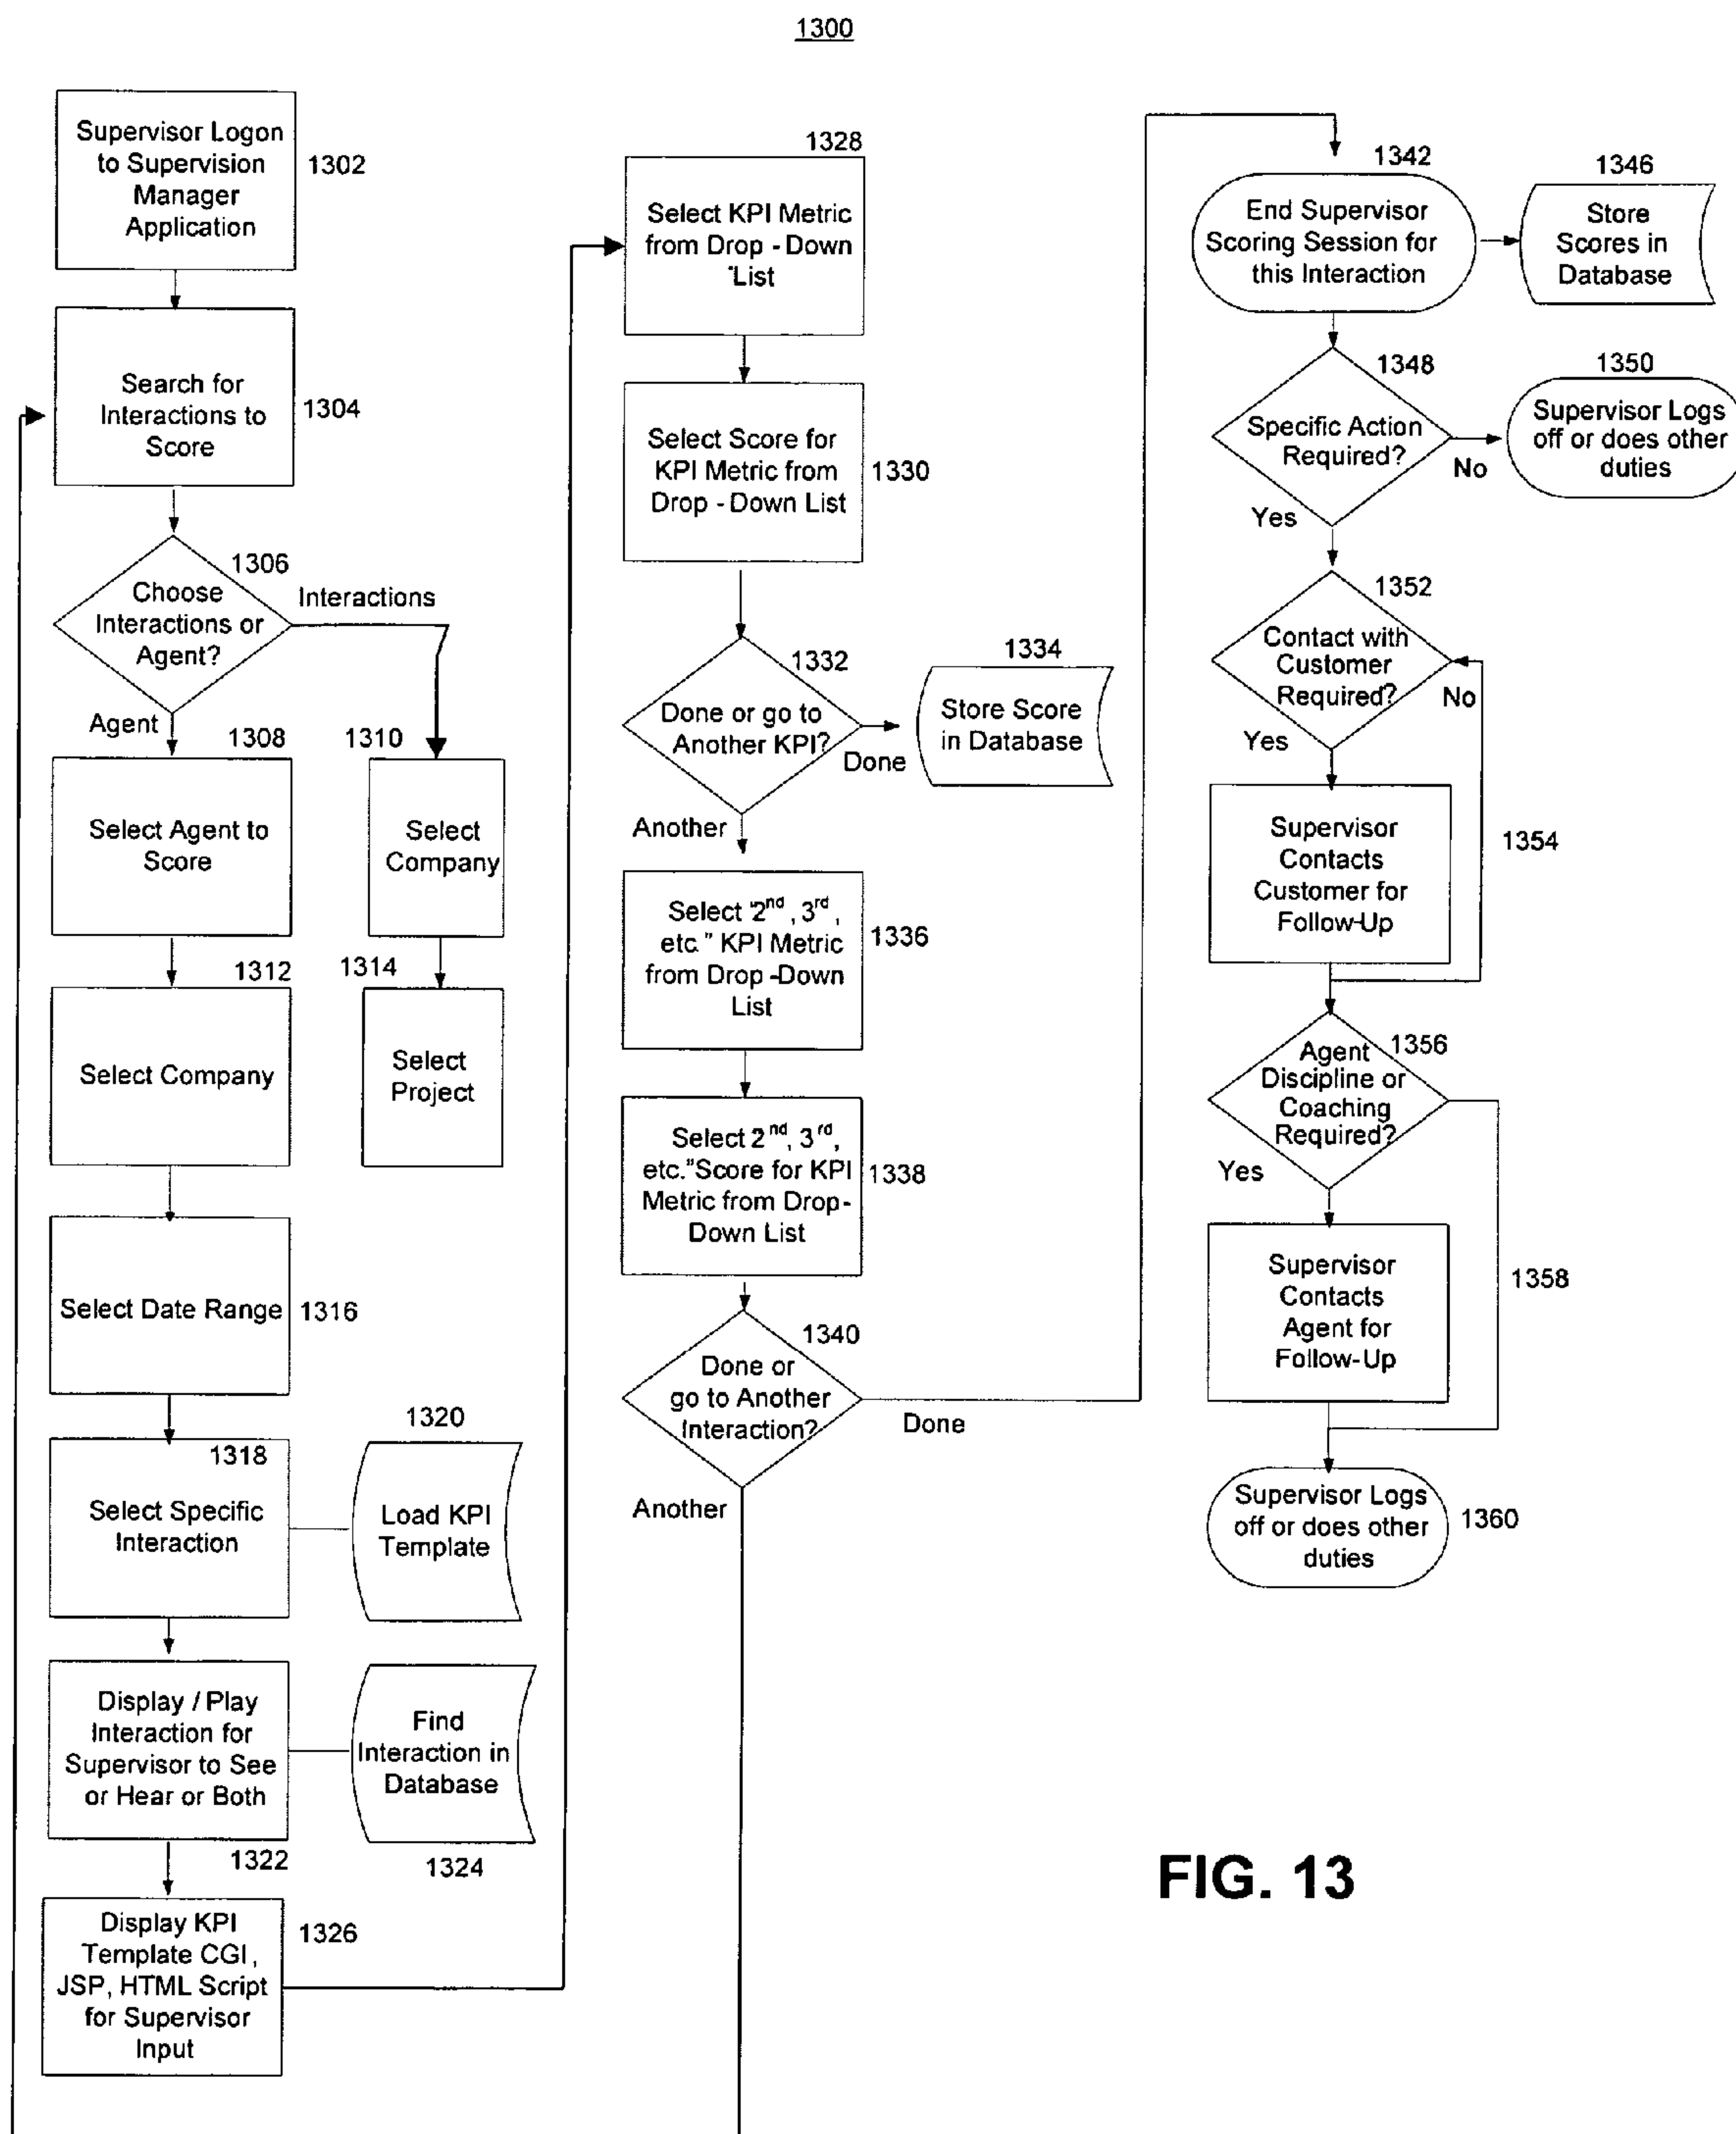 1300
Supervisor Logon
to Supervision
Manager
Application
1302
Search for
Interactions to
Score
1304
1306
Choose
Interactions or
Agent?
Interactions
Agent
1308
Select Agent to
Score
1310
Select
Company
1312
Select Company
1314
Select
Project
Select Date Range
1316
1318
Select Specific
Interaction
1320
Load KPI
Template
Display / Play
Interaction for
Supervisor to See
or Hear or Both
1322
Find
Interaction in
Database
1324
Display KPI
Template CGI,
JSP, HTML Script
for Supervisor
Input
1326
1328
Select KPI Metric
from Drop - Down
"List
Select Score for
KPI Metric from
Drop - Down List
1330
1332
Done or go to
Another KPI?
Done
1334
Store Score
in Database
Another
Select "2nd, 3rd,
etc." KPI Metric
from Drop -Down
List
1336
Select 2nd, 3rd,
etc."Score for KPI
Metric from Drop-
Down List
1338
1340
Done or
go to Another
Interaction?
Done
Another
1342
End Supervisor
Scoring Session for
this Interaction
1346
Store
Scores in
Database
1348
Specific Action
Required?
No
Yes
1350
Supervisor Logs
off or does other
duties
1352
Contact with
Customer
Required?
No
Yes
Supervisor
Contacts
Customer for
Follow-Up
1354
1356
Agent
Discipline or
Coaching
Required?
Yes
Supervisor
Contacts
Agent for
Follow-Up
1358
Supervisor Logs
off or does other
duties
1360
FIG. 13